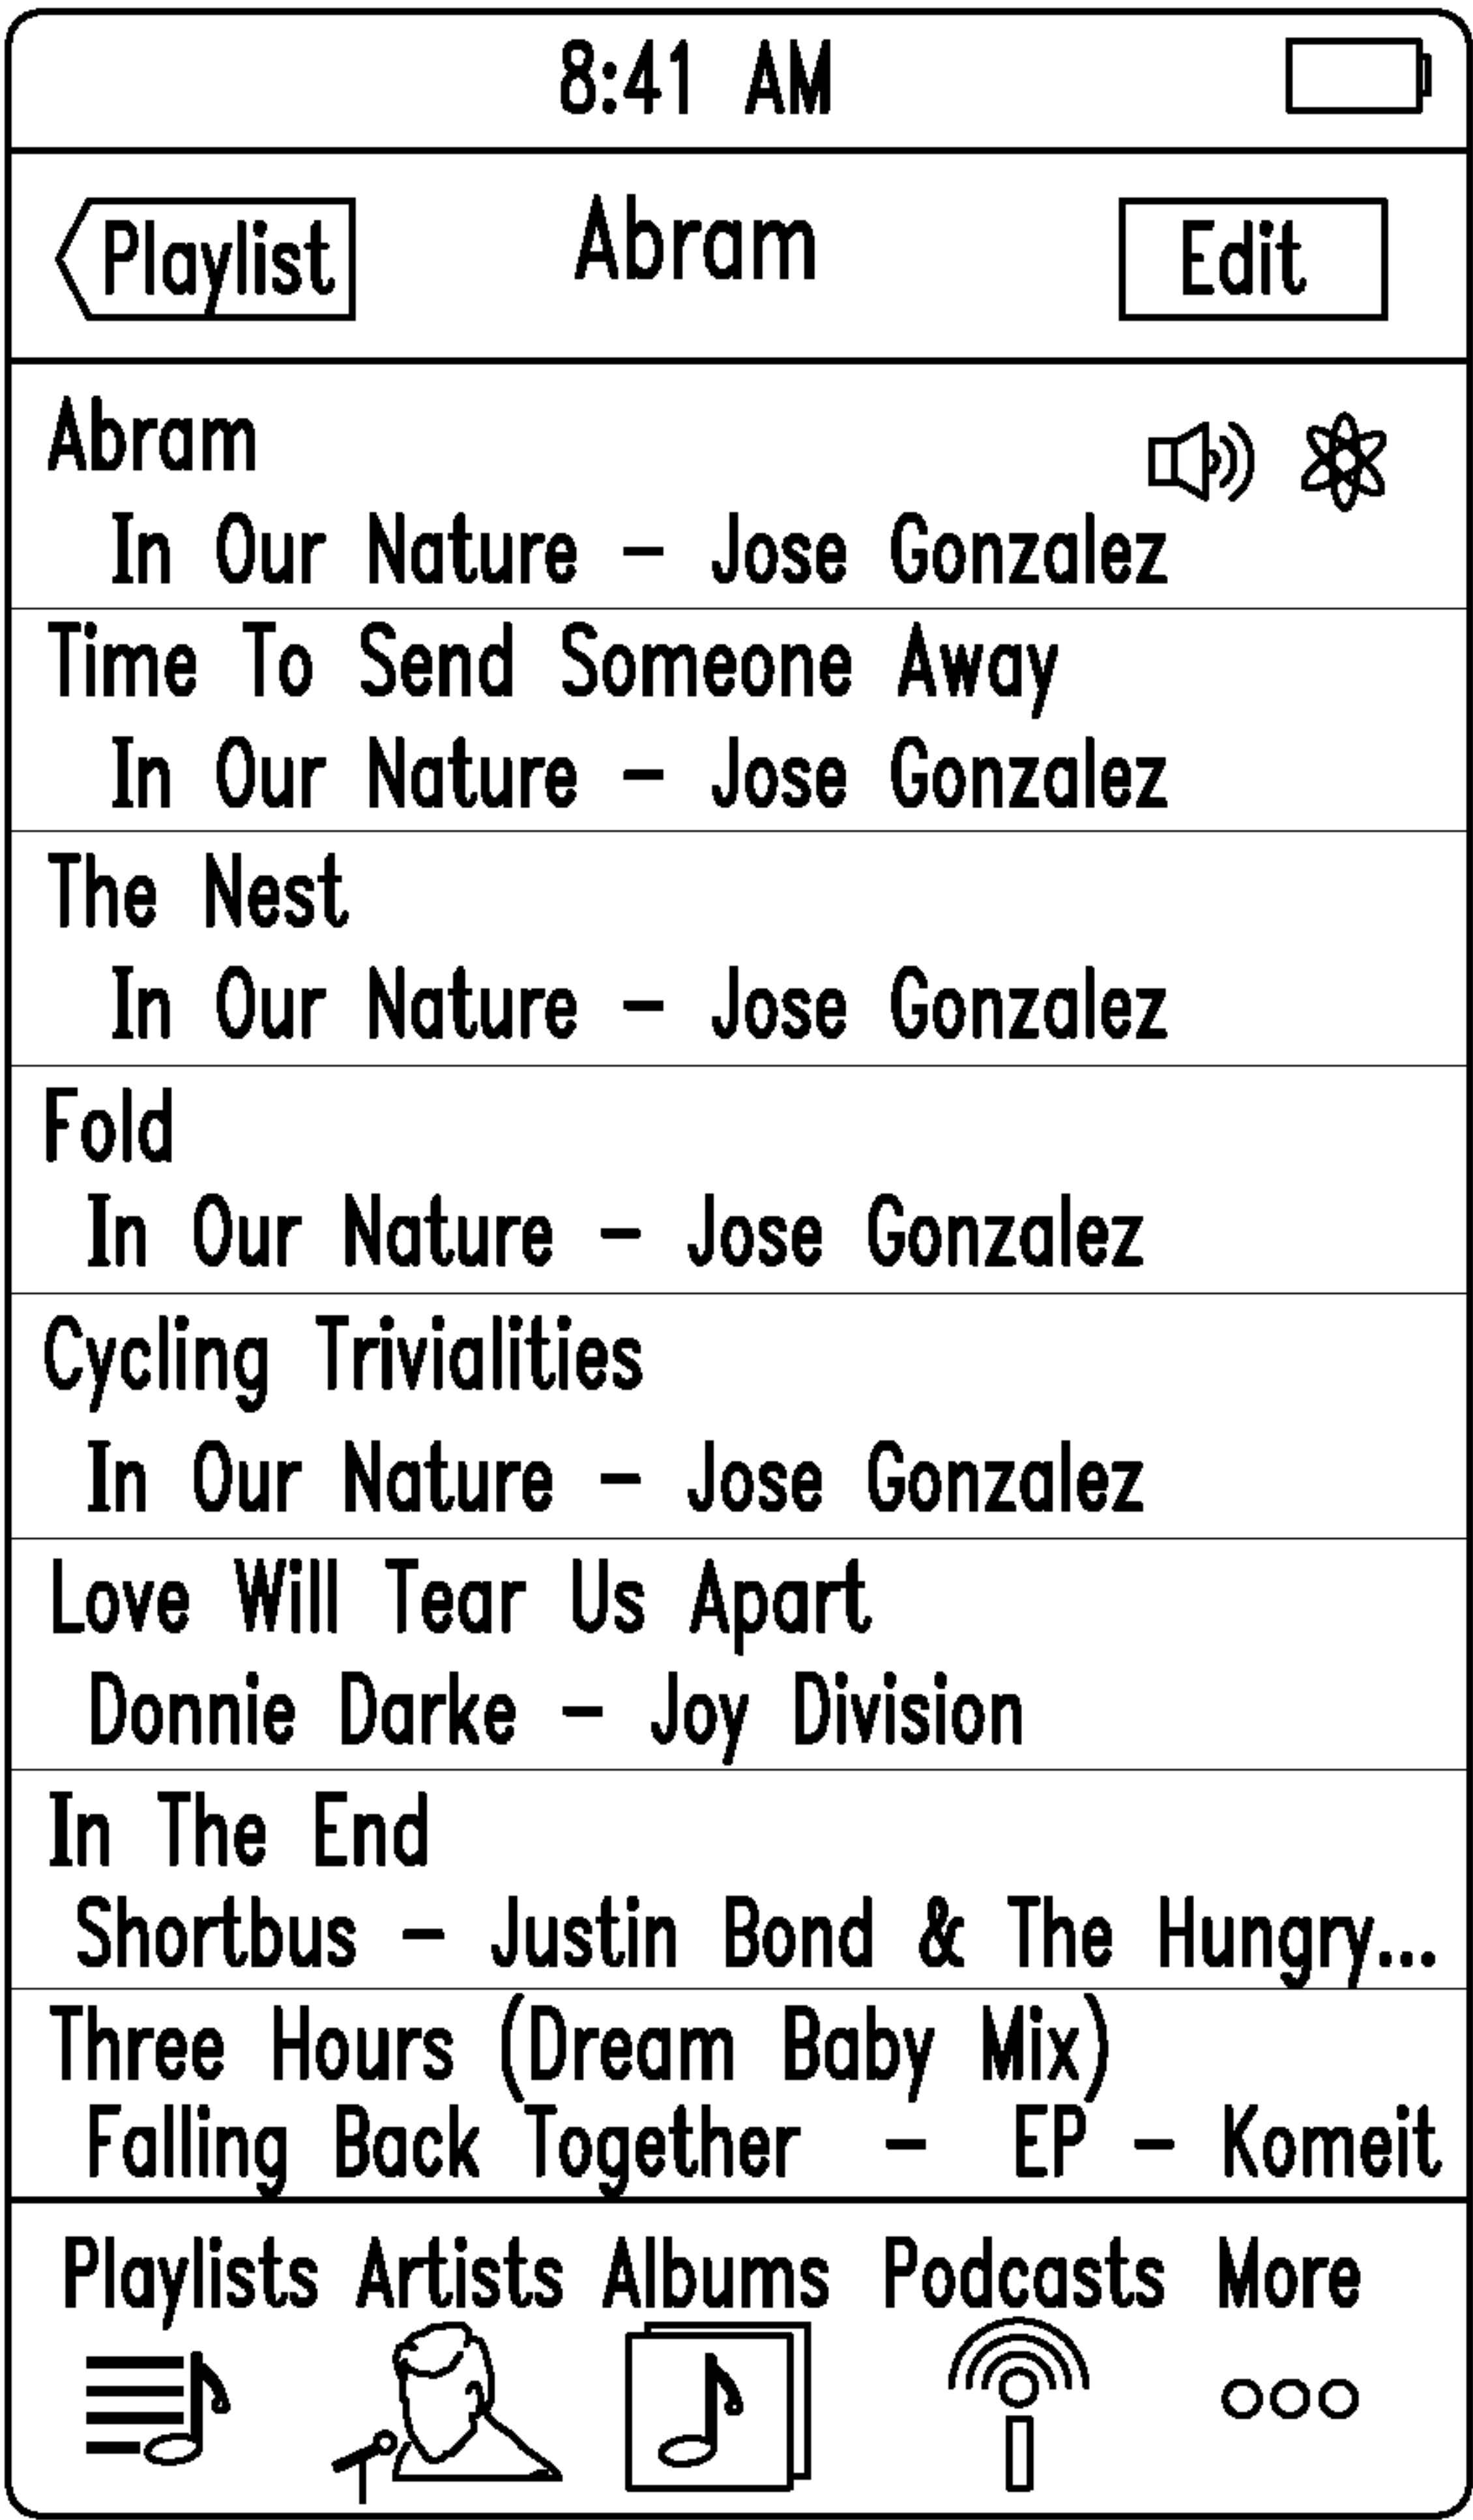 8:41 AM
Playlist Abram Edit
Abram
In Our Nature – Jose Gonzalez
Time To Send Someone Away
In Our Nature – Jose Gonzalez
The Nest
In Our Nature – Jose Gonzalez
Fold
In Our Nature – Jose Gonzalez
Cycling Trivialities
In Our Nature – Jose Gonzalez
Love Will Tear Us Apart
Donnie Darke – Joy Division
In The End
Shortbus – Justin Bond & The Hungry...
Three Hours (Dream Baby Mix)
Falling Back Together – EP – Komeit
Playlists Artists Albums Podcasts More